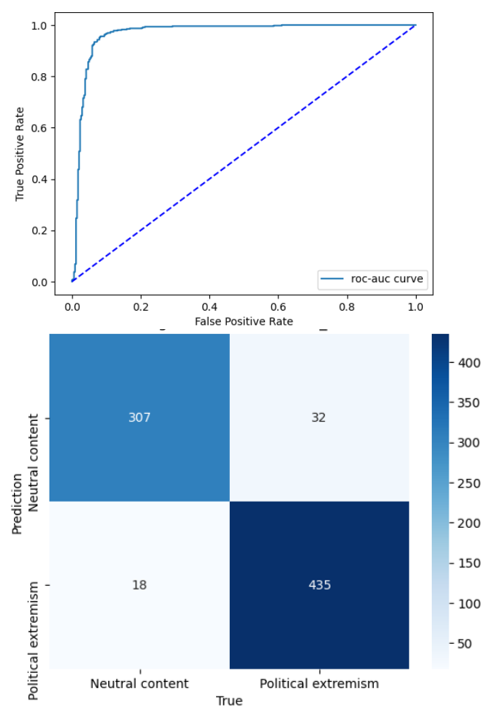 1.0
0.8
0.6
0.4
0.2
0.0
True Positive Rate
roc-auc curve
0.0 0.2 0.4 0.6 0.8 1.0
False Positive Rate
Prediction
Neutral content
Political extremism
307 32
18 435
400
350
300
250
200
150
100
50
Neutral content Political extremism
True